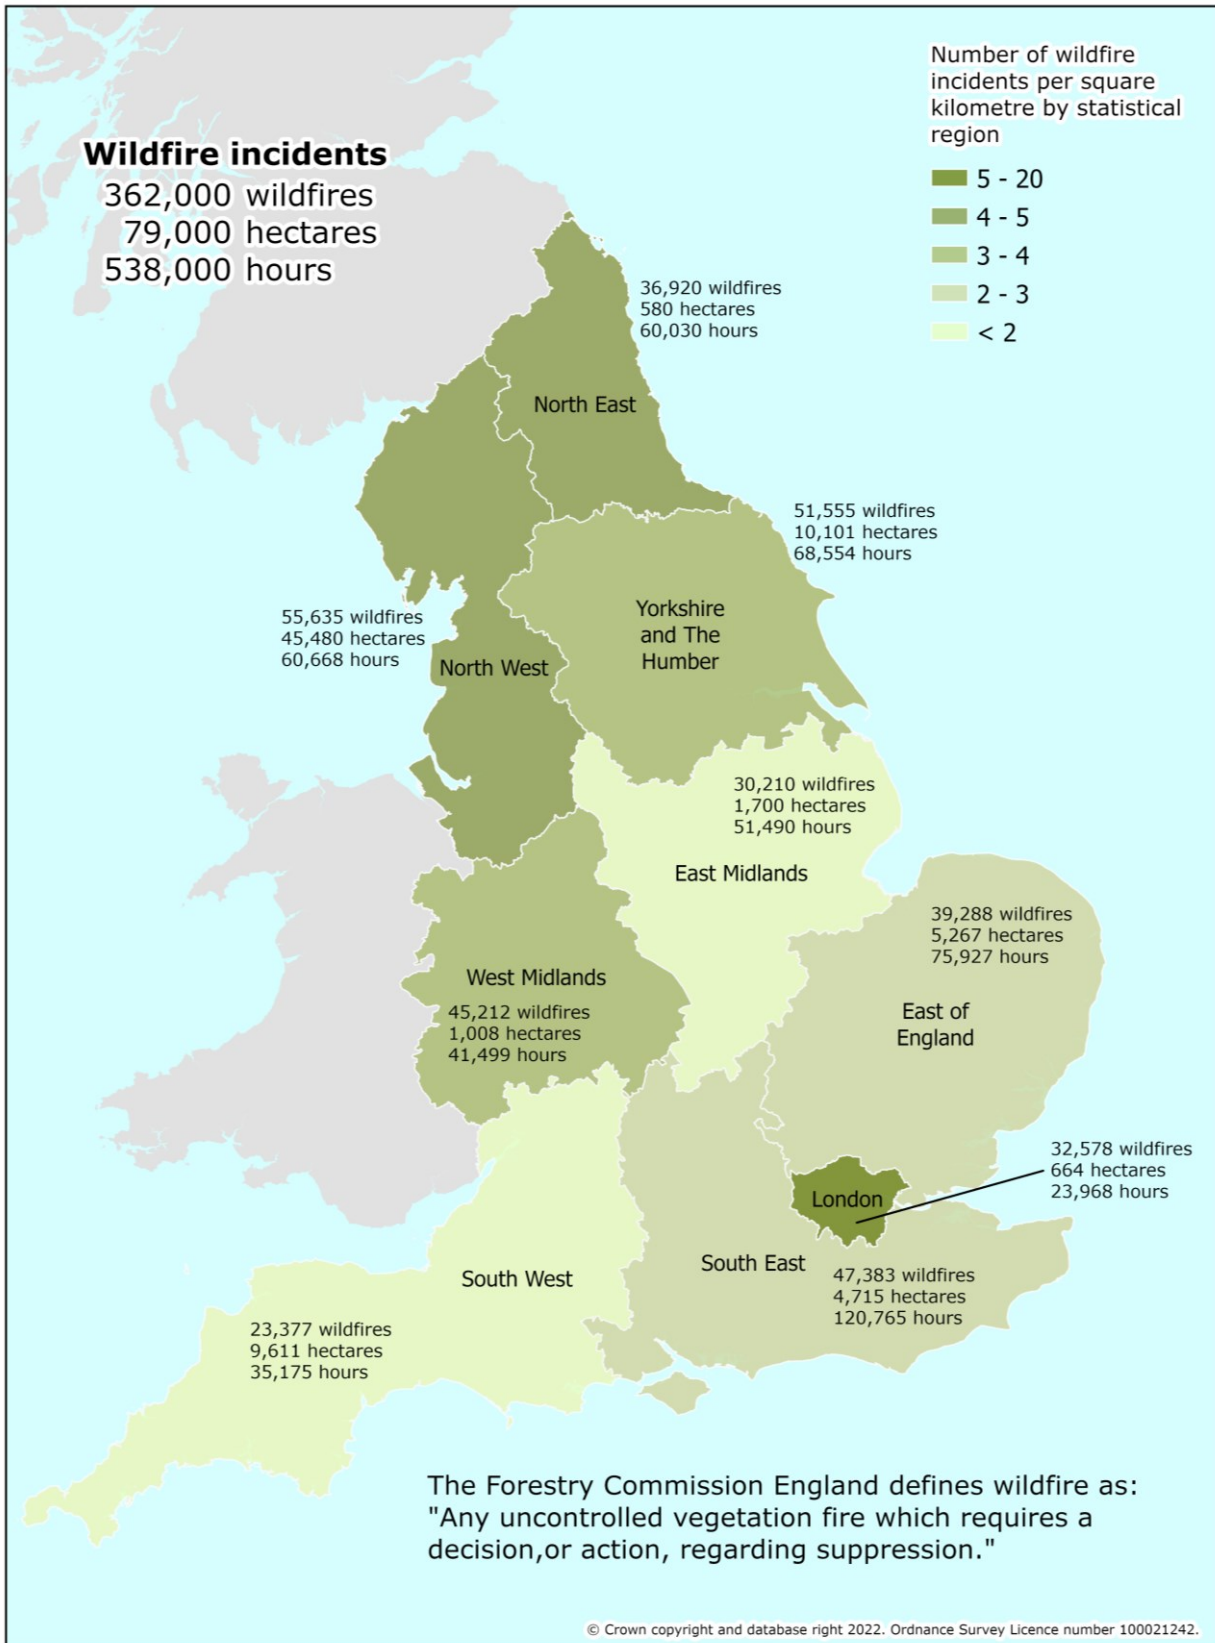 Number of wildfire
incidents per square
kilometre by statistical
region
5 - 20
4 - 5
3 - 4
2 - 3
< 2
Wildfire incidents
362,000 wildfires
79,000 hectares
538,000 hours
36,920 wildfires
580 hectares
60,030 hours
North East
51,555 wildfires
10,101 hectares
68,554 hours
Yorkshire
and The
Humber
55,635 wildfires
45,480 hectares
60,668 hours
North West
30,210 wildfires
1,700 hectares
51,490 hours
East Midlands
39,288 wildfires
5,267 hectares
75,927 hours
East of
England
West Midlands
45,212 wildfires
1,008 hectares
41,499 hours
32,578 wildfires
664 hectares
23,968 hours
London
South East
47,383 wildfires
4,715 hectares
120,765 hours
South West
23,377 wildfires
9,611 hectares
35,175 hours
The Forestry Commission England defines wildfire as:
"Any uncontrolled vegetation fire which requires a
decision,or action, regarding suppression."
© Crown copyright and database right 2022. Ordnance Survey Licence number 100021242.